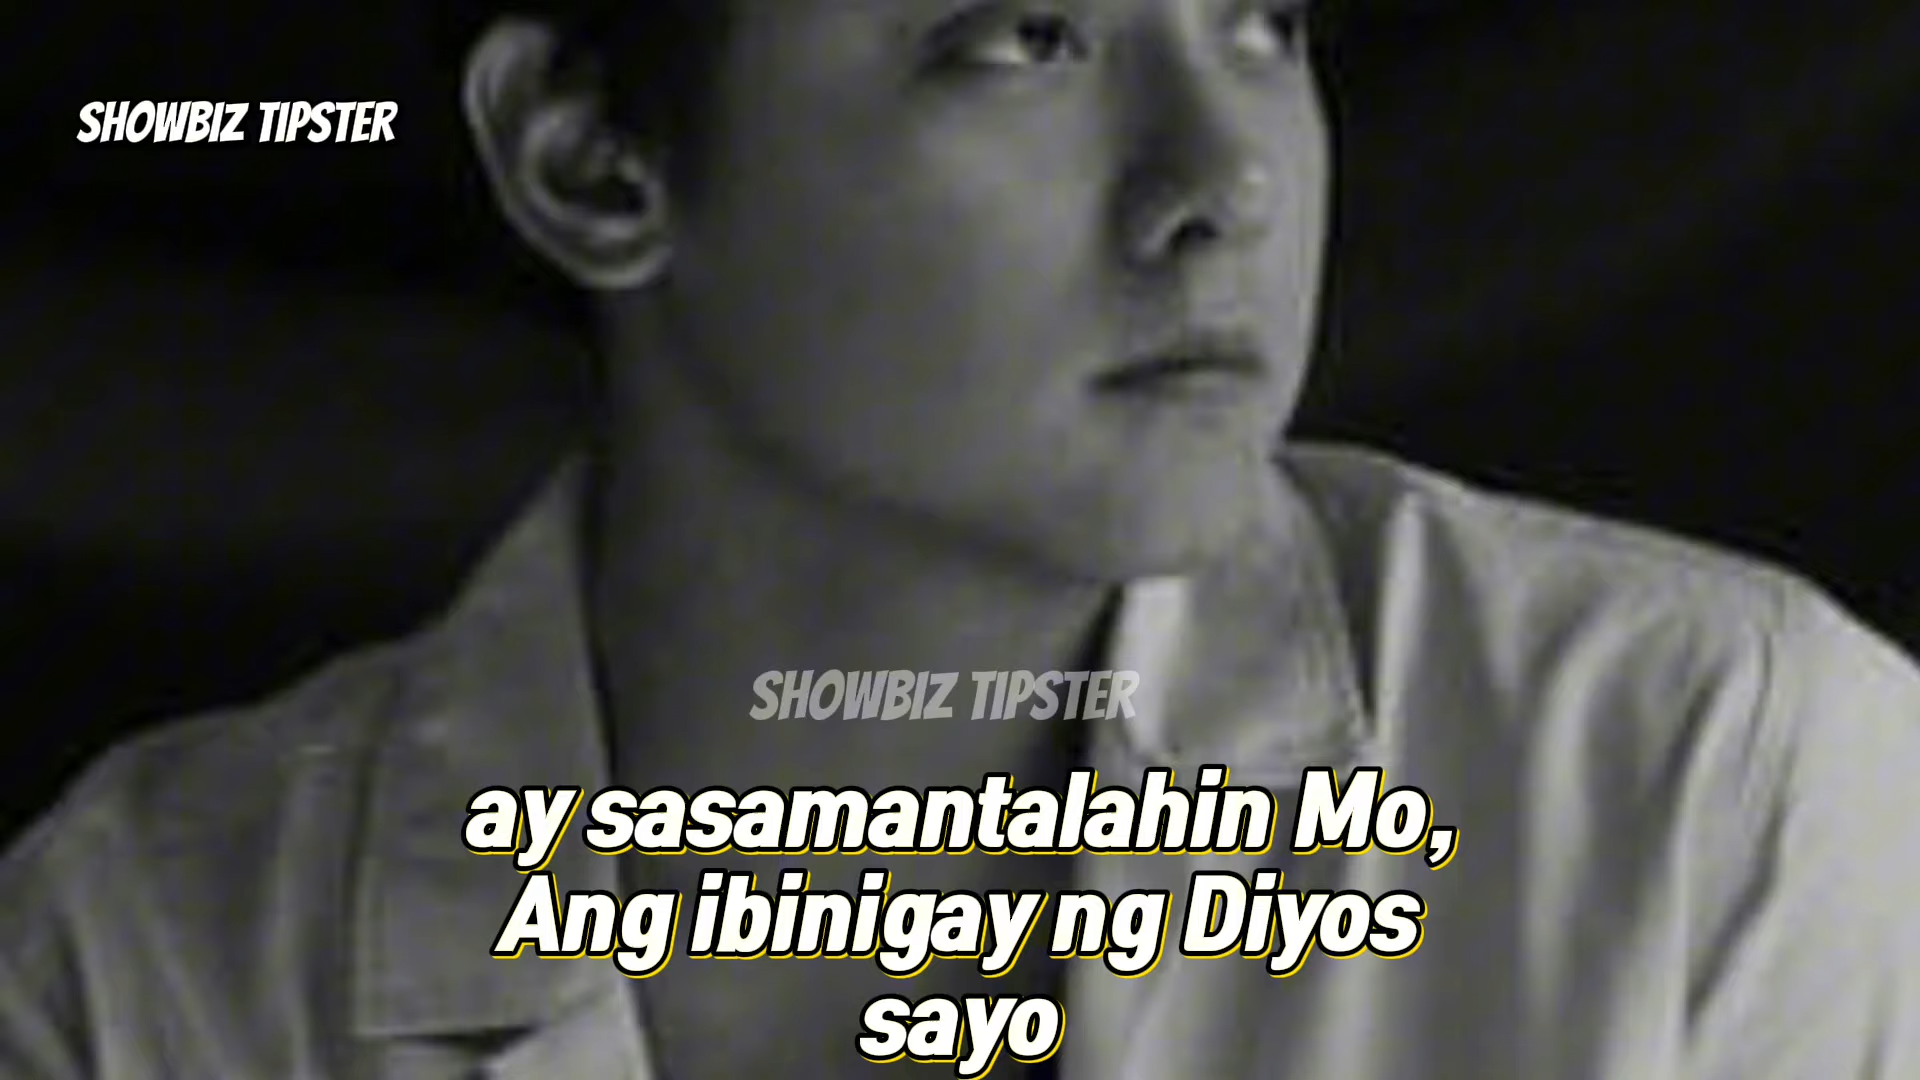 SHOWBIZ TIPSTER
SHOWBIZ TIPSTER
ay sasamantalahin Mo,
Ang ibinigay ng Diyos
sayo